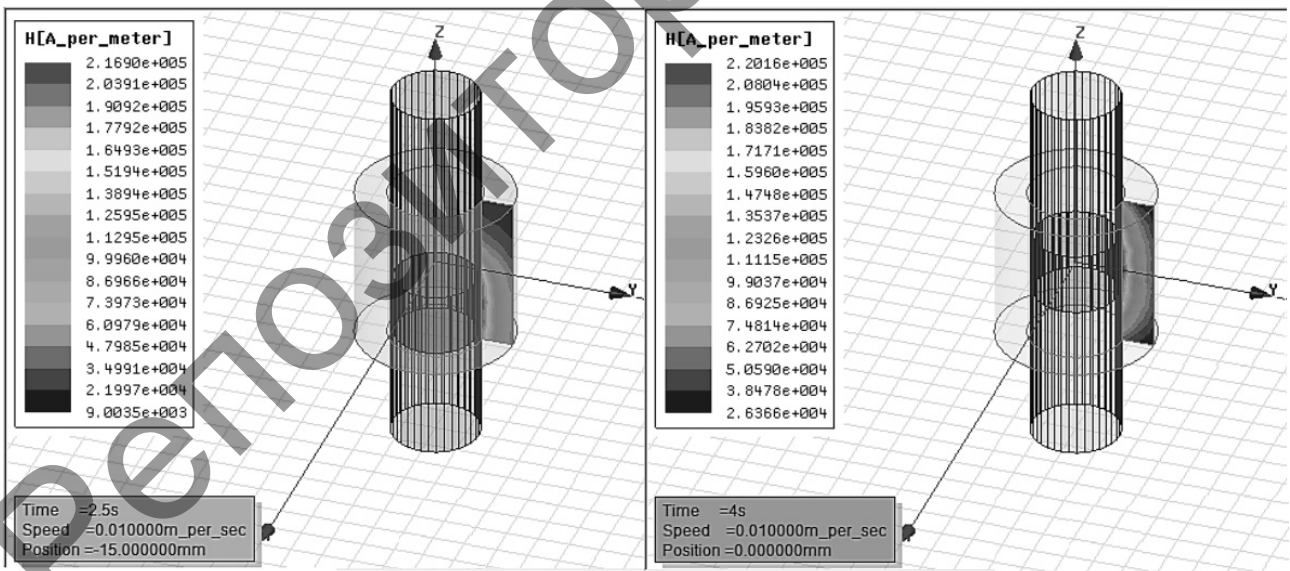 H[A_per_meter]
2.1690e+005
2.0391e+005
1.9092e+005
1.7792e+005
1.6493e+005
1.5194e+005
1.3894e+005
1.2595e+005
1.1295e+005
9.9960e+004
8.6966e+004
7.3973e+004
6.0979e+004
4.7985e+004
3.4991e+004
2.1997e+004
9.0035e+003
Z
Y
Time =2.5s
Speed =0.010000m_per_sec
Position =-15.000000mm
H[A_per_meter]
2.2016e+005
2.0804e+005
1.9593e+005
1.8382e+005
1.7171e+005
1.5960e+005
1.4748e+005
1.3537e+005
1.2326e+005
1.1115e+005
9.9037e+004
8.6925e+004
7.4814e+004
6.2702e+004
5.0590e+004
3.8478e+004
2.6366e+004
Z
Y
Time =4s
Speed =0.010000m_per_sec
Position =0.000000mm